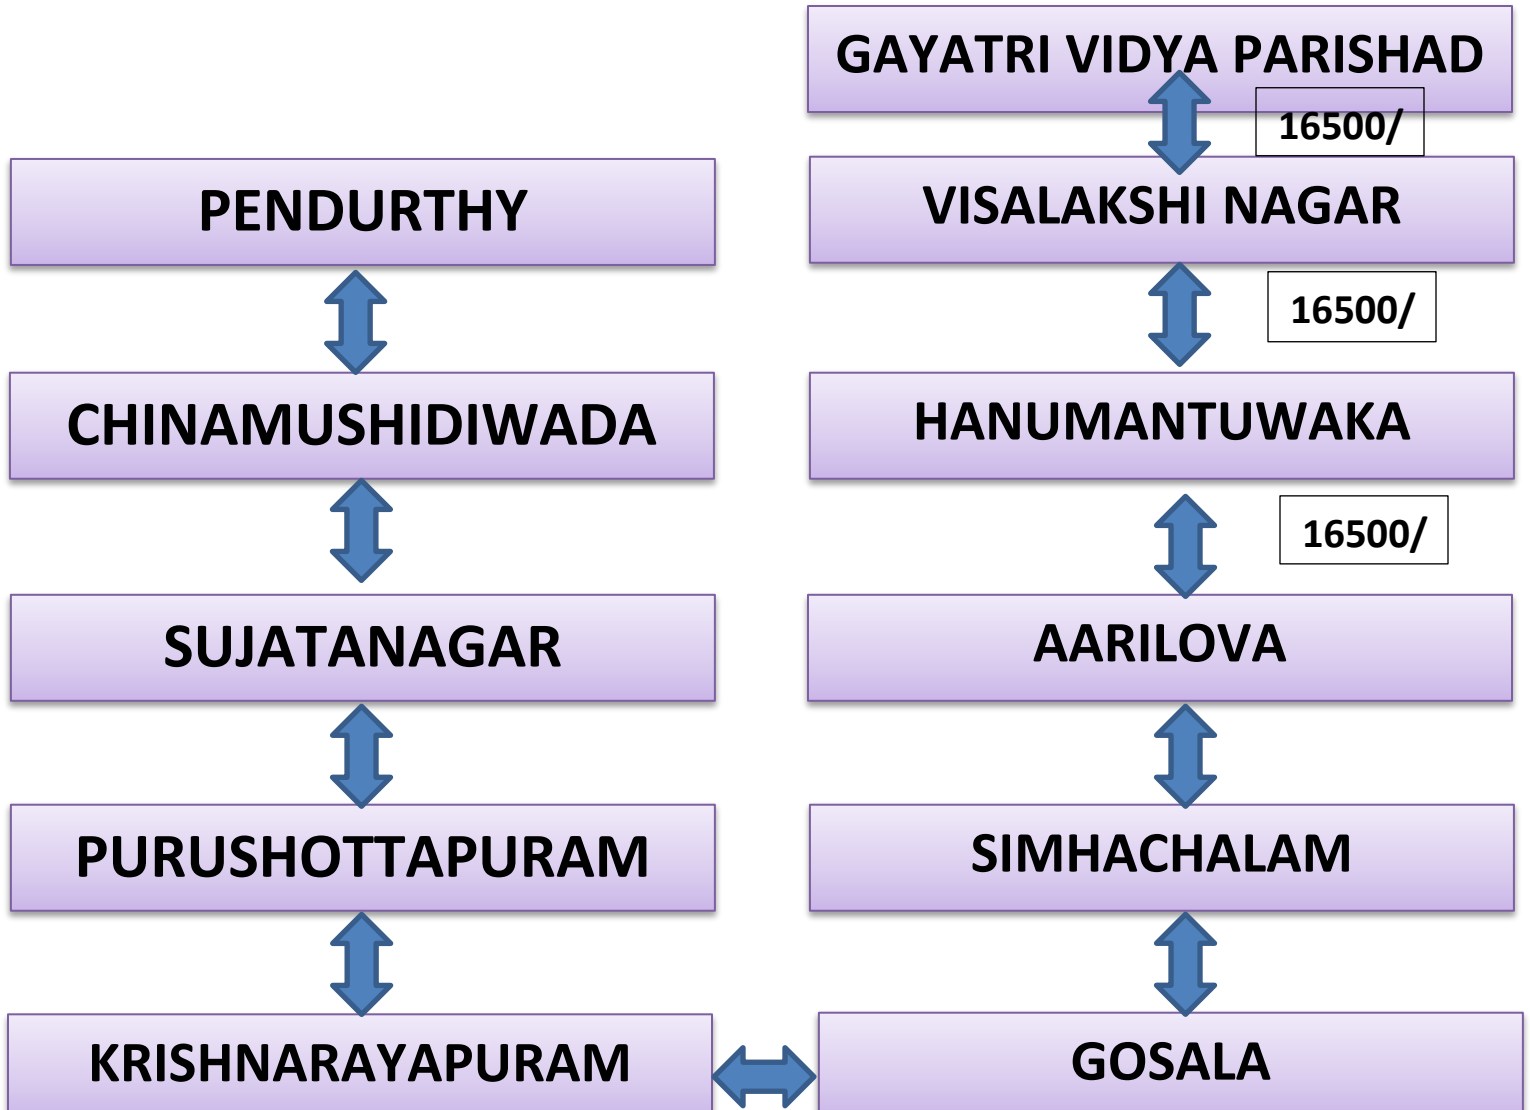 GAYATRI VIDYA PARISHAD
16500/
PENDURTHY
VISALAKSHI NAGAR
16500/
CHINAMUSHIDIWADA
HANUMANTUWAKA
16500/
SUJATANAGAR
AARILOVA
PURUSHOTTAPURAM
SIMHACHALAM
KRISHNARAYAPURAM
GOSALA